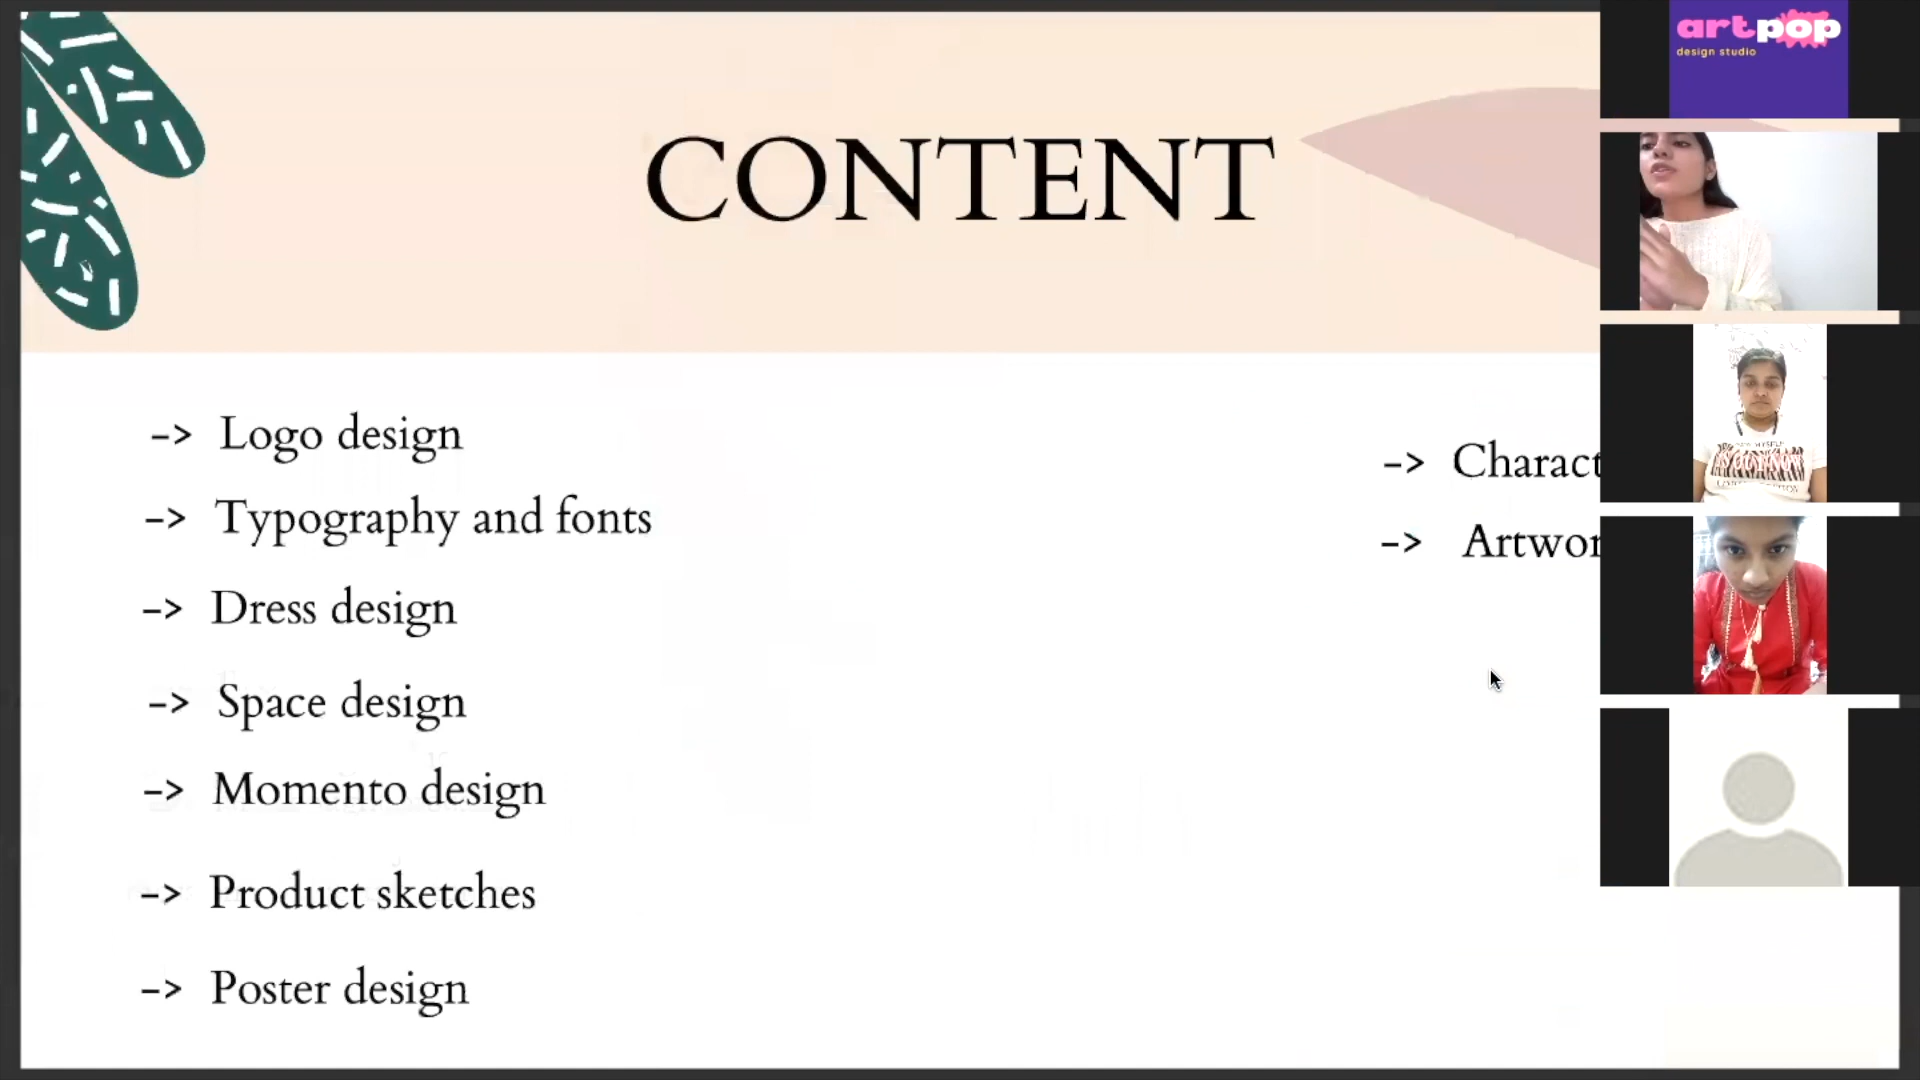 CONTENT
-> Logo design
-> Typography and fonts
-> Dress design
-> Space design
-> Momento design
-> Product sketches
-> Poster design
-> Charact
-> Artwor
artpop
design studio